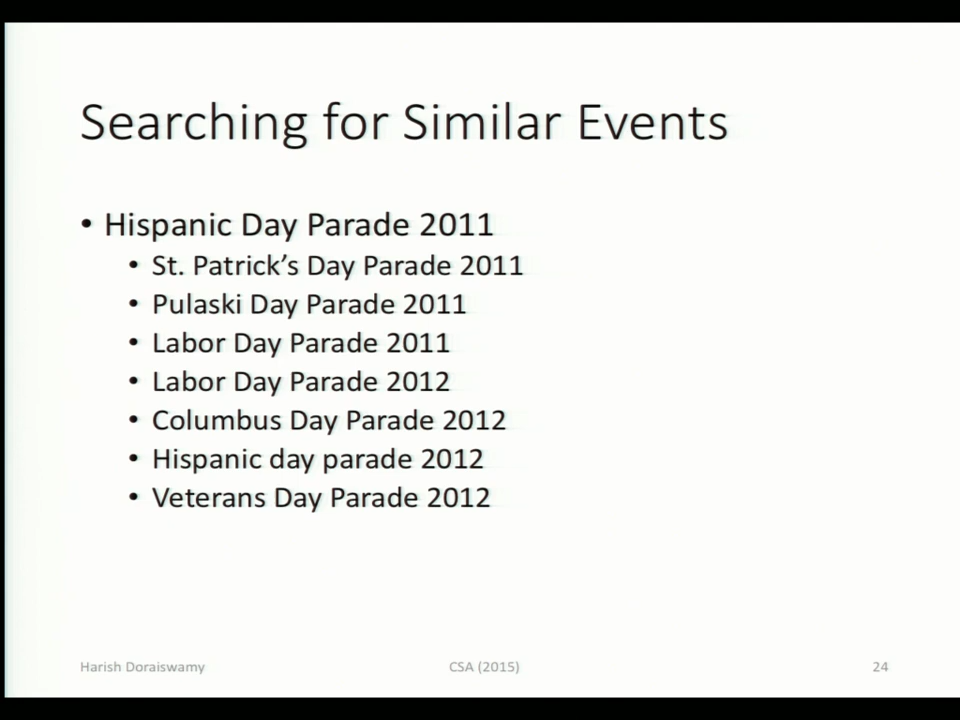 Searching for Similar Events
• Hispanic Day Parade 2011
• St. Patrick’s Day Parade 2011
• Pulaski Day Parade 2011
• Labor Day Parade 2011
• Labor Day Parade 2012
• Columbus Day Parade 2012
• Hispanic day parade 2012
• Veterans Day Parade 2012
Harish Doraiswamy CSA (2015) 24